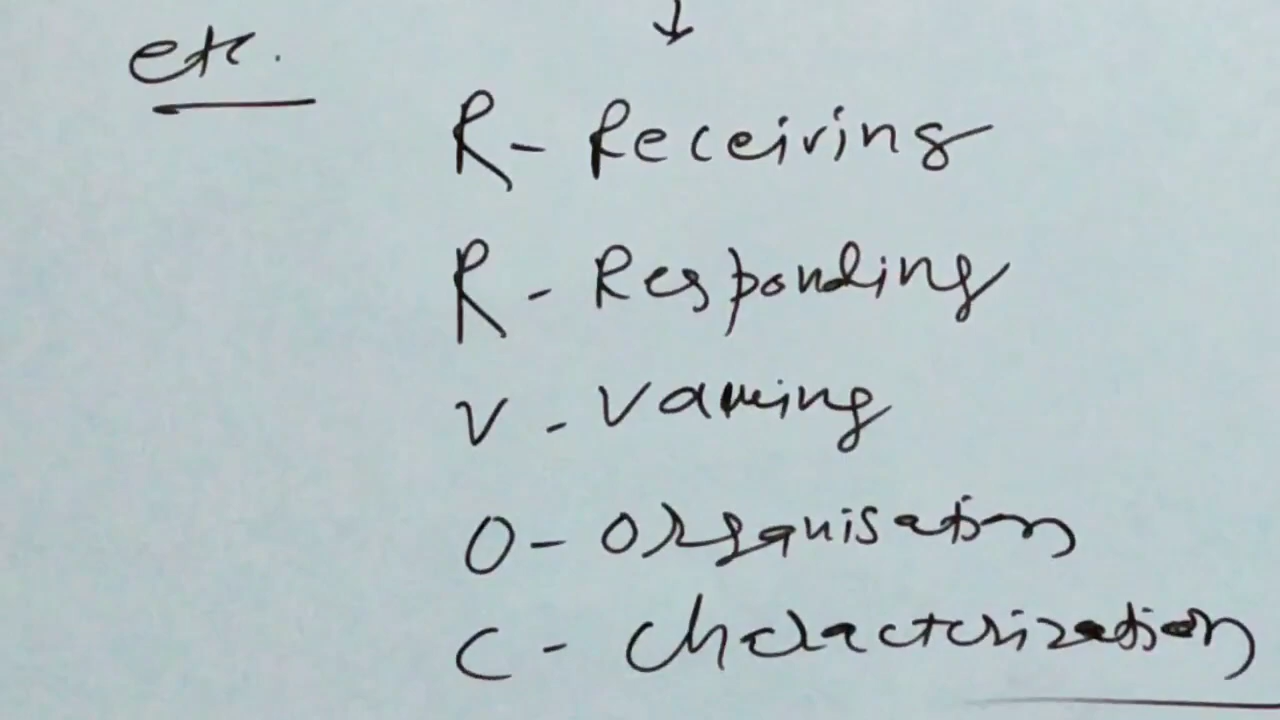 etc.
↓
R - Receiving
R - Responding
V - Valuing
O - Organisation
C - Characterization